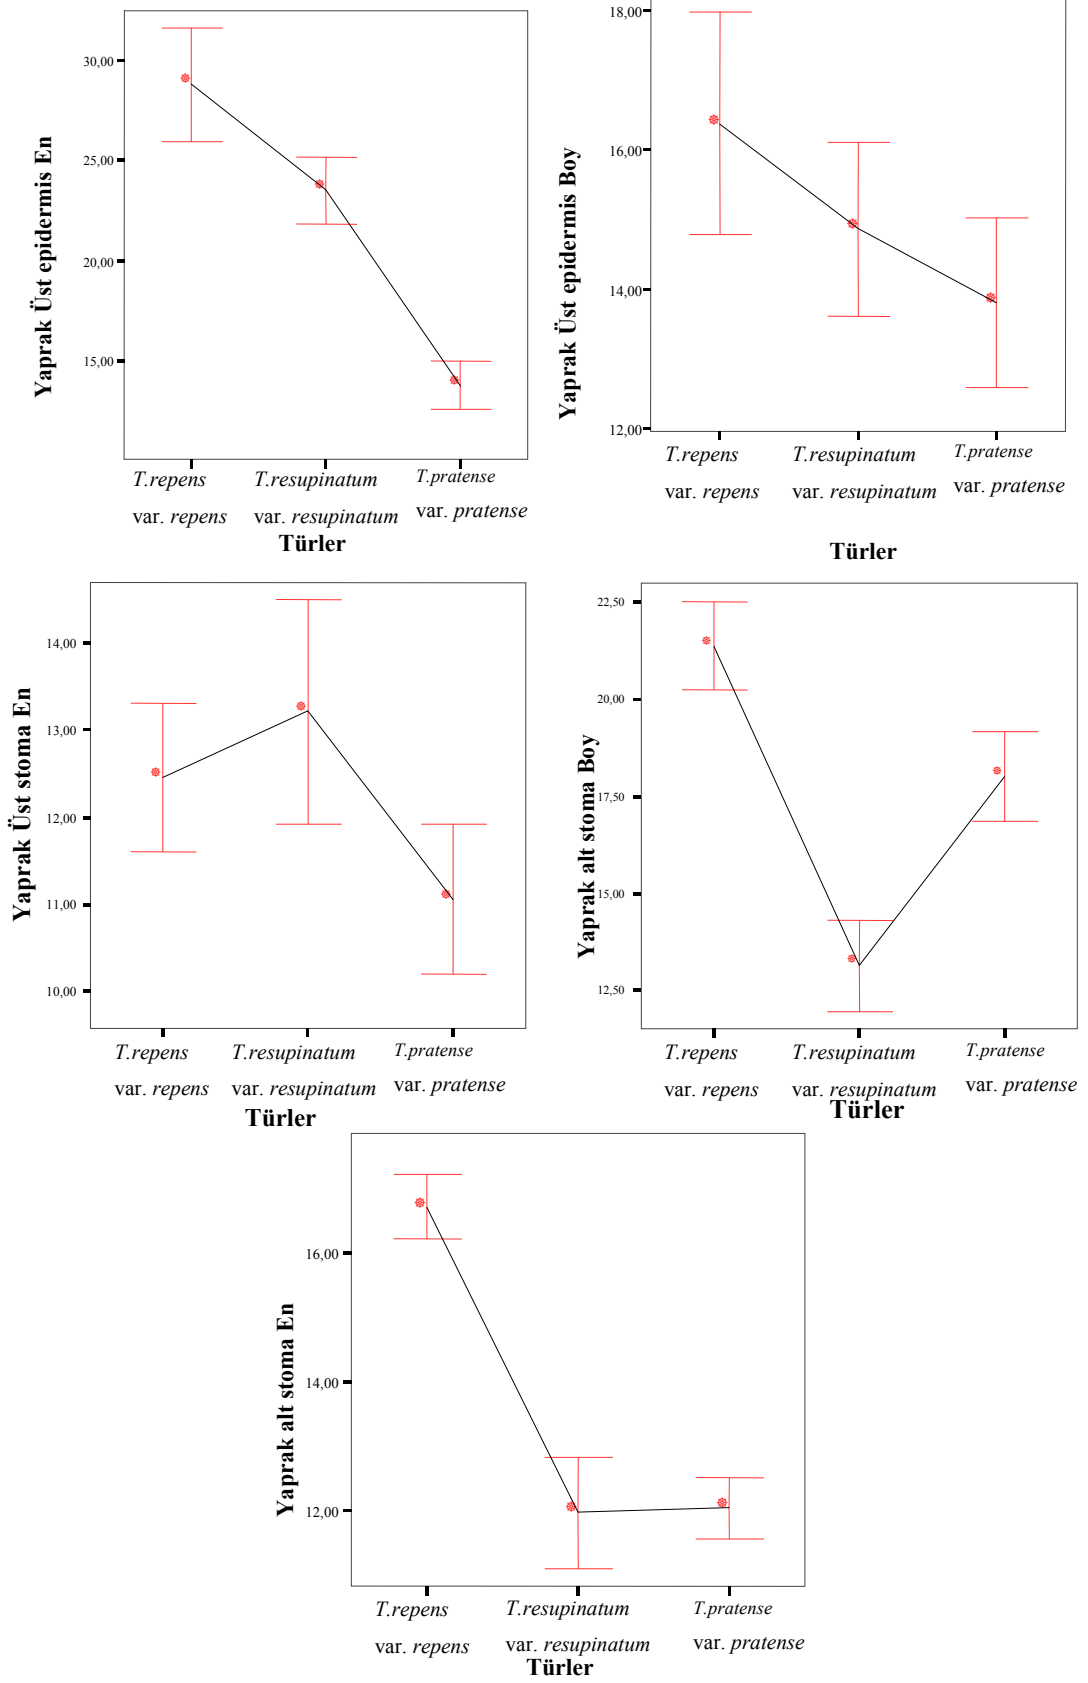 Yaprak Üst epidermis En
30,00
25,00
20,00
15,00
T.repens
var. repens
T.resupinatum
var. resupinatum
T.pratense
var. pratense
Türler
Yaprak Üst epidermis Boy
18,00
16,00
14,00
12,00
T.repens
var. repens
T.resupinatum
var. resupinatum
T.pratense
var. pratense
Türler
Yaprak Üst stoma En
14,00
13,00
12,00
11,00
10,00
T.repens
var. repens
T.resupinatum
var. resupinatum
T.pratense
var. pratense
Türler
Yaprak alt stoma Boy
22,50
20,00
17,50
15,00
12,50
T.repens
var. repens
T.resupinatum
var. resupinatum
T.pratense
var. pratense
Türler
Yaprak alt stoma En
16,00
14,00
12,00
T.repens
var. repens
T.resupinatum
var. resupinatum
T.pratense
var. pratense
Türler